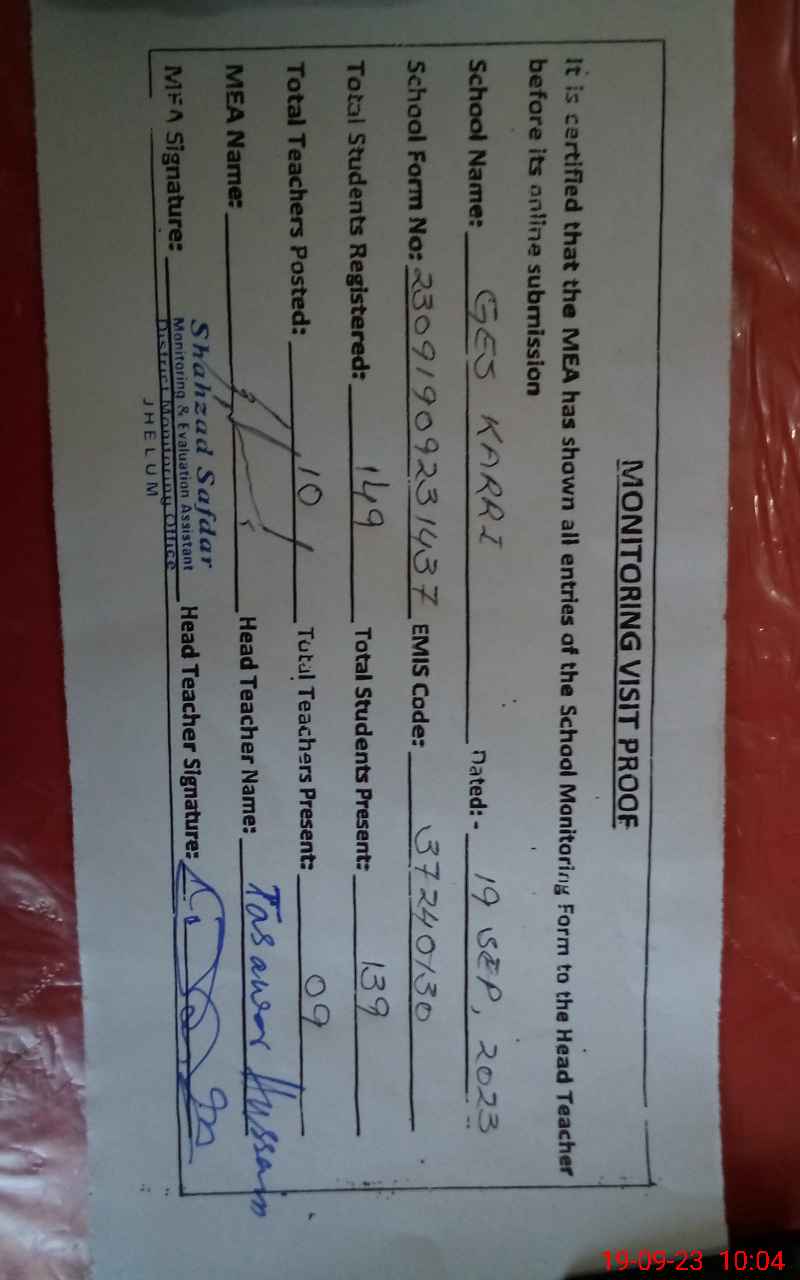 MONITORING VISIT PROOF
It is certified that the MEA has shown all entries of the School Monitoring Form to the Head Teacher
before its online submission
School Name: GES KARRI Dated:- 19 SEP, 2023
School Form No: 23091909231437 EMIS Code: 37240130
Total Students Registered: 149 Total Students Present: 139
Total Teachers Posted: 10 Total Teachers Present: 09
MEA Name: Head Teacher Name: Tasawar Hussain
MEA Signature: Head Teacher Signature:
Shahzad Safdar
Monitoring & Evaluation Assistant
District Monitoring Office
JHELUM
19-09-23 10:04